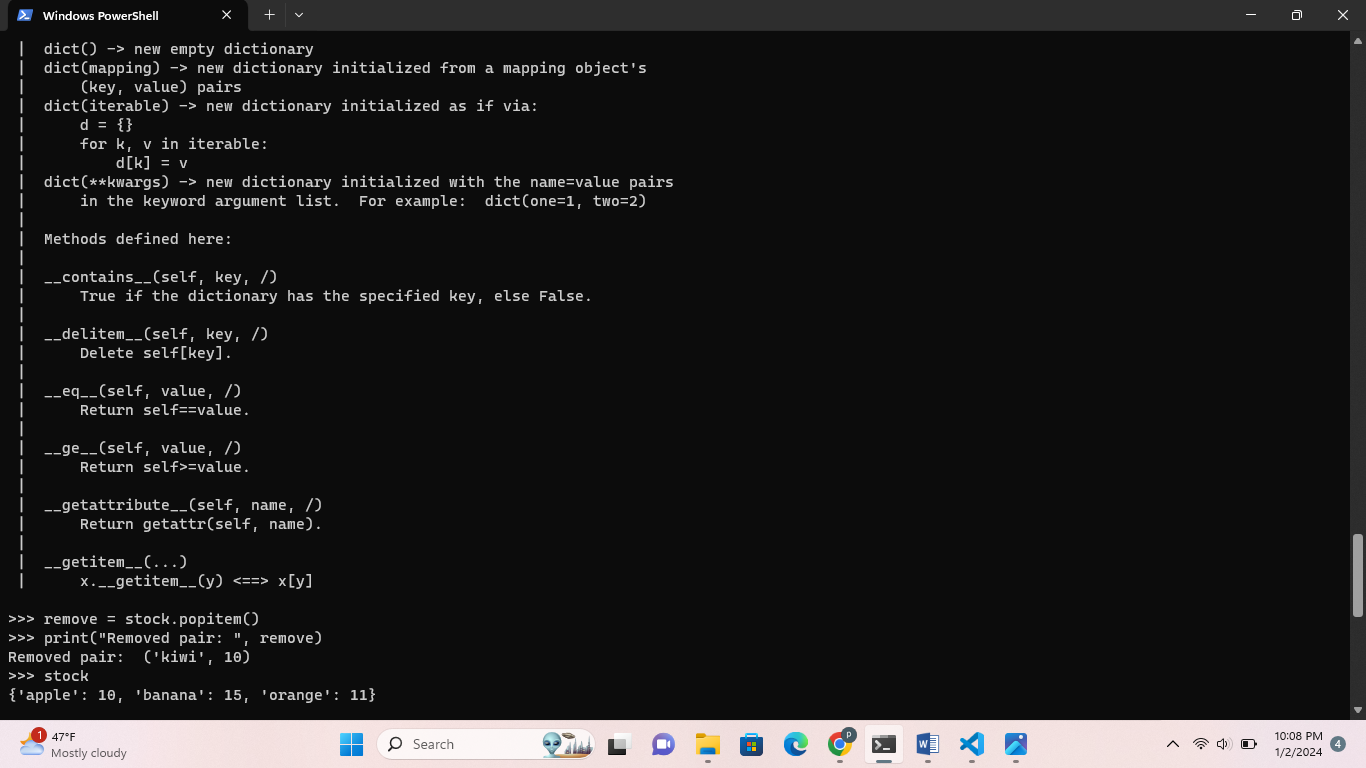 Windows PowerShell
|  dict() -> new empty dictionary
|  dict(mapping) -> new dictionary initialized from a mapping object's
|      (key, value) pairs
|  dict(iterable) -> new dictionary initialized as if via:
|      d = {}
|      for k, v in iterable:
|          d[k] = v
|  dict(**kwargs) -> new dictionary initialized with the name=value pairs
|      in the keyword argument list.  For example:  dict(one=1, two=2)
|
|  Methods defined here:
|
|  __contains__(self, key, /)
|      True if the dictionary has the specified key, else False.
|
|  __delitem__(self, key, /)
|      Delete self[key].
|
|  __eq__(self, value, /)
|      Return self==value.
|
|  __ge__(self, value, /)
|      Return self>=value.
|
|  __getattribute__(self, name, /)
|      Return getattr(self, name).
|
|  __getitem__(...)
|      x.__getitem__(y) <==> x[y]
>>> remove = stock.popitem()
>>> print("Removed pair: ", remove)
Removed pair:  ('kiwi', 10)
>>> stock
{'apple': 10, 'banana': 15, 'orange': 11}
1
47°F
Mostly cloudy
Search
P
W
10:08 PM
1/2/2024
4